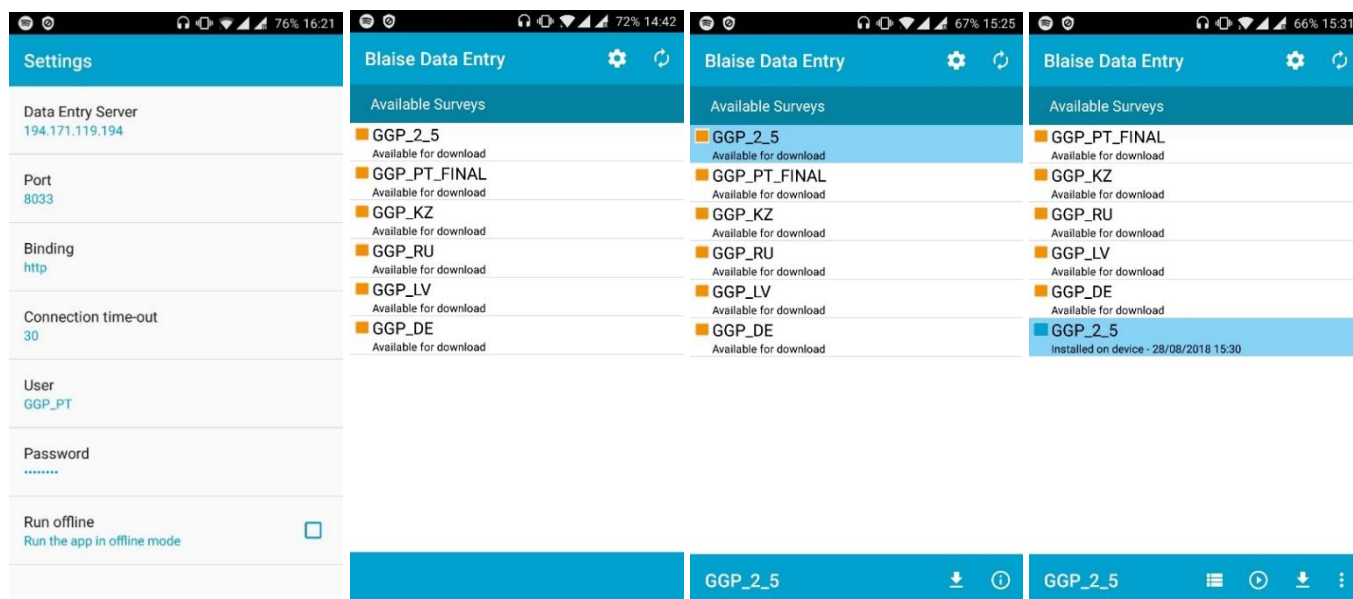 76% 16:21
Settings
Data Entry Server
194.171.119.194
Port
8033
Binding
http
Connection time-out
30
User
GGP_PT
Password
••••••••
Run offline
Run the app in offline mode
72% 14:42
Blaise Data Entry
Available Surveys
GGP_2_5
Available for download
GGP_PT_FINAL
Available for download
GGP_KZ
Available for download
GGP_RU
Available for download
GGP_LV
Available for download
GGP_DE
Available for download
67% 15:25
Blaise Data Entry
Available Surveys
GGP_2_5
Available for download
GGP_PT_FINAL
Available for download
GGP_KZ
Available for download
GGP_RU
Available for download
GGP_LV
Available for download
GGP_DE
Available for download
GGP_2_5
66% 15:31
Blaise Data Entry
Available Surveys
GGP_PT_FINAL
Available for download
GGP_KZ
Available for download
GGP_RU
Available for download
GGP_LV
Available for download
GGP_DE
Available for download
GGP_2_5
Installed on device - 28/08/2018 15:30
GGP_2_5